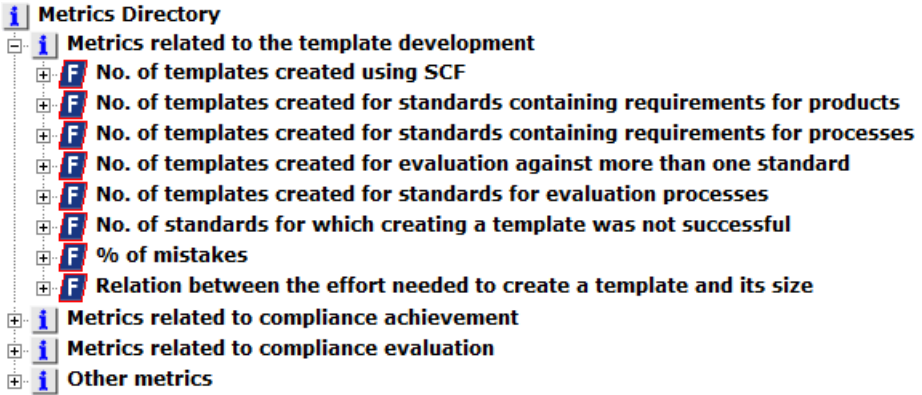 Metrics Directory
Metrics related to the template development
No. of templates created using SCF
No. of templates created for standards containing requirements for products
No. of templates created for standards containing requirements for processes
No. of templates created for evaluation against more than one standard
No. of templates created for standards for evaluation processes
No. of standards for which creating a template was not successful
% of mistakes
Relation between the effort needed to create a template and its size
Metrics related to compliance achievement
Metrics related to compliance evaluation
Other metrics